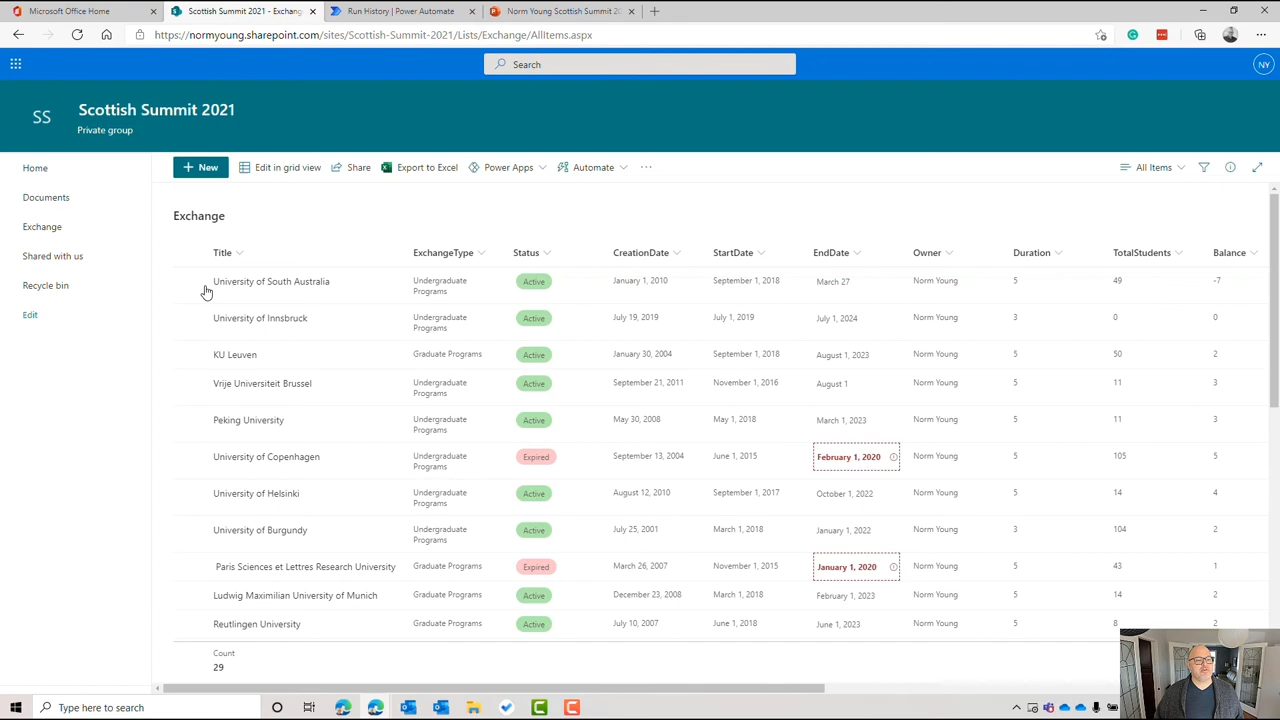 Microsoft Office Home
Scottish Summit 2021 - Exchange
Run History | Power Automate
Norm Young Scottish Summit 20
https://normyoung.sharepoint.com/sites/Scottish-Summit-2021/Lists/Exchange/AllItems.aspx
Search
NY
SS
Scottish Summit 2021
Private group
Home
Documents
Exchange
Shared with us
Recycle bin
Edit
New
Edit in grid view
Share
Export to Excel
Power Apps
Automate
All Items
Exchange
Title ExchangeType Status CreationDate StartDate EndDate Owner Duration TotalStudents Balance
University of South Australia Undergraduate Programs Active January 1, 2010 September 1, 2018 March 27 Norm Young 5 49 -7
University of Innsbruck Undergraduate Programs Active July 19, 2019 July 1, 2019 July 1, 2024 Norm Young 3 0 0
KU Leuven Graduate Programs Active January 30, 2004 September 1, 2018 August 1, 2023 Norm Young 5 50 2
Vrije Universiteit Brussel Undergraduate Programs Active September 21, 2011 November 1, 2016 August 1 Norm Young 5 11 3
Peking University Undergraduate Programs Active May 30, 2008 May 1, 2018 March 1, 2023 Norm Young 5 11 3
University of Copenhagen Undergraduate Programs Expired September 13, 2004 June 1, 2015 February 1, 2020 Norm Young 5 105 5
University of Helsinki Undergraduate Programs Active August 12, 2010 September 1, 2017 October 1, 2022 Norm Young 5 14 4
University of Burgundy Undergraduate Programs Active July 25, 2001 March 1, 2018 January 1, 2022 Norm Young 3 104 2
Paris Sciences et Lettres Research University Graduate Programs Expired March 26, 2007 November 1, 2015 January 1, 2020 Norm Young 5 43 1
Ludwig Maximilian University of Munich Graduate Programs Active December 23, 2008 March 1, 2018 February 1, 2023 Norm Young 5 14 2
Reutlingen University Graduate Programs Active July 10, 2007 June 1, 2018 June 1, 2023 Norm Young 5 8 2
Count
29
Type here to search